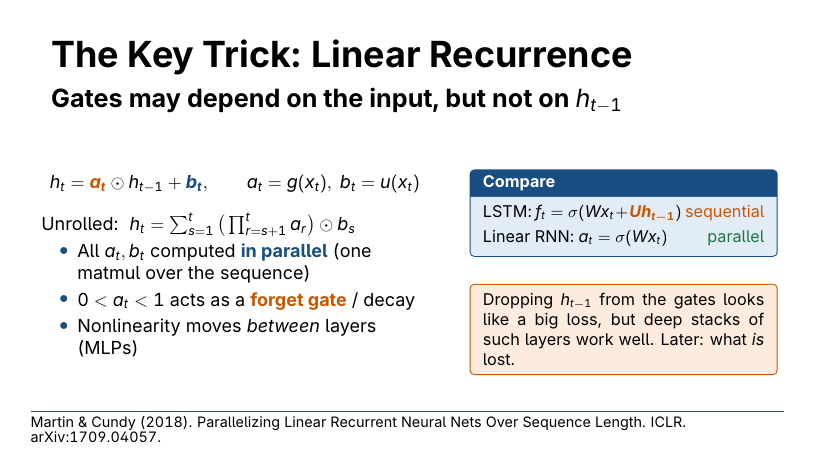 The Key Trick: Linear Recurrence
Gates may depend on the input, but not on h_{t−1}
h_t = a_t ⊙ h_{t−1} + b_t,   a_t = g(x_t), b_t = u(x_t)
Unrolled: h_t = ∑_{s=1}^{t} (∏_{r=s+1}^{t} a_r) ⊙ b_s
• All a_t, b_t computed in parallel (one
matmul over the sequence)
• 0 < a_t < 1 acts as a forget gate / decay
• Nonlinearity moves between layers
(MLPs)
Compare
LSTM: f_t = σ(Wx_t+Uh_{t−1}) sequential
Linear RNN: a_t = σ(Wx_t) parallel
Dropping h_{t−1} from the gates looks
like a big loss, but deep stacks of
such layers work well. Later: what is
lost.
Martin & Cundy (2018). Parallelizing Linear Recurrent Neural Nets Over Sequence Length. ICLR.
arXiv:1709.04057.